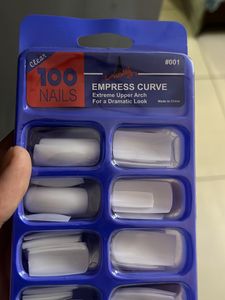 Clear
100
NAILS
#001
EMPRESS CURVE
Extreme Upper Arch
For a Dramatic Look
Made in China